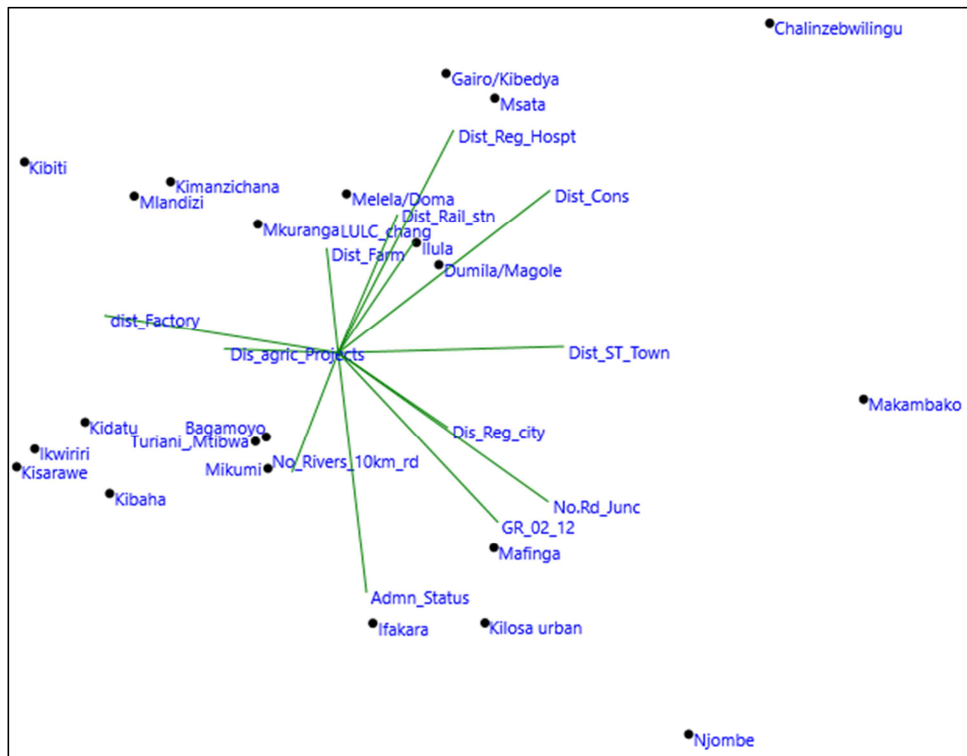 Chalinzebwilingu
Gairo/Kibedya
Msata
Dist_Reg_Hospt
Kibiti
Kimanzichana
Mlandizi
Melela/Doma
Dist_Cons
Dist_Rail_stn
Mkuranga
LULC_chang
Ilula
Dist_Farm
Dumila/Magole
dist_Factory
Dis_agric_Projects
Dist_ST_Town
Makambako
Kidatu
Bagamoyo
Dis_Reg_city
Turiani_,Mtibwa
Ikwiriri
No_Rivers_10km_rd
Kisarawe
Mikumi
Kibaha
No.Rd_Junc
GR_02_12
Mafinga
Admn_Status
Ifakara
Kilosa urban
Njombe